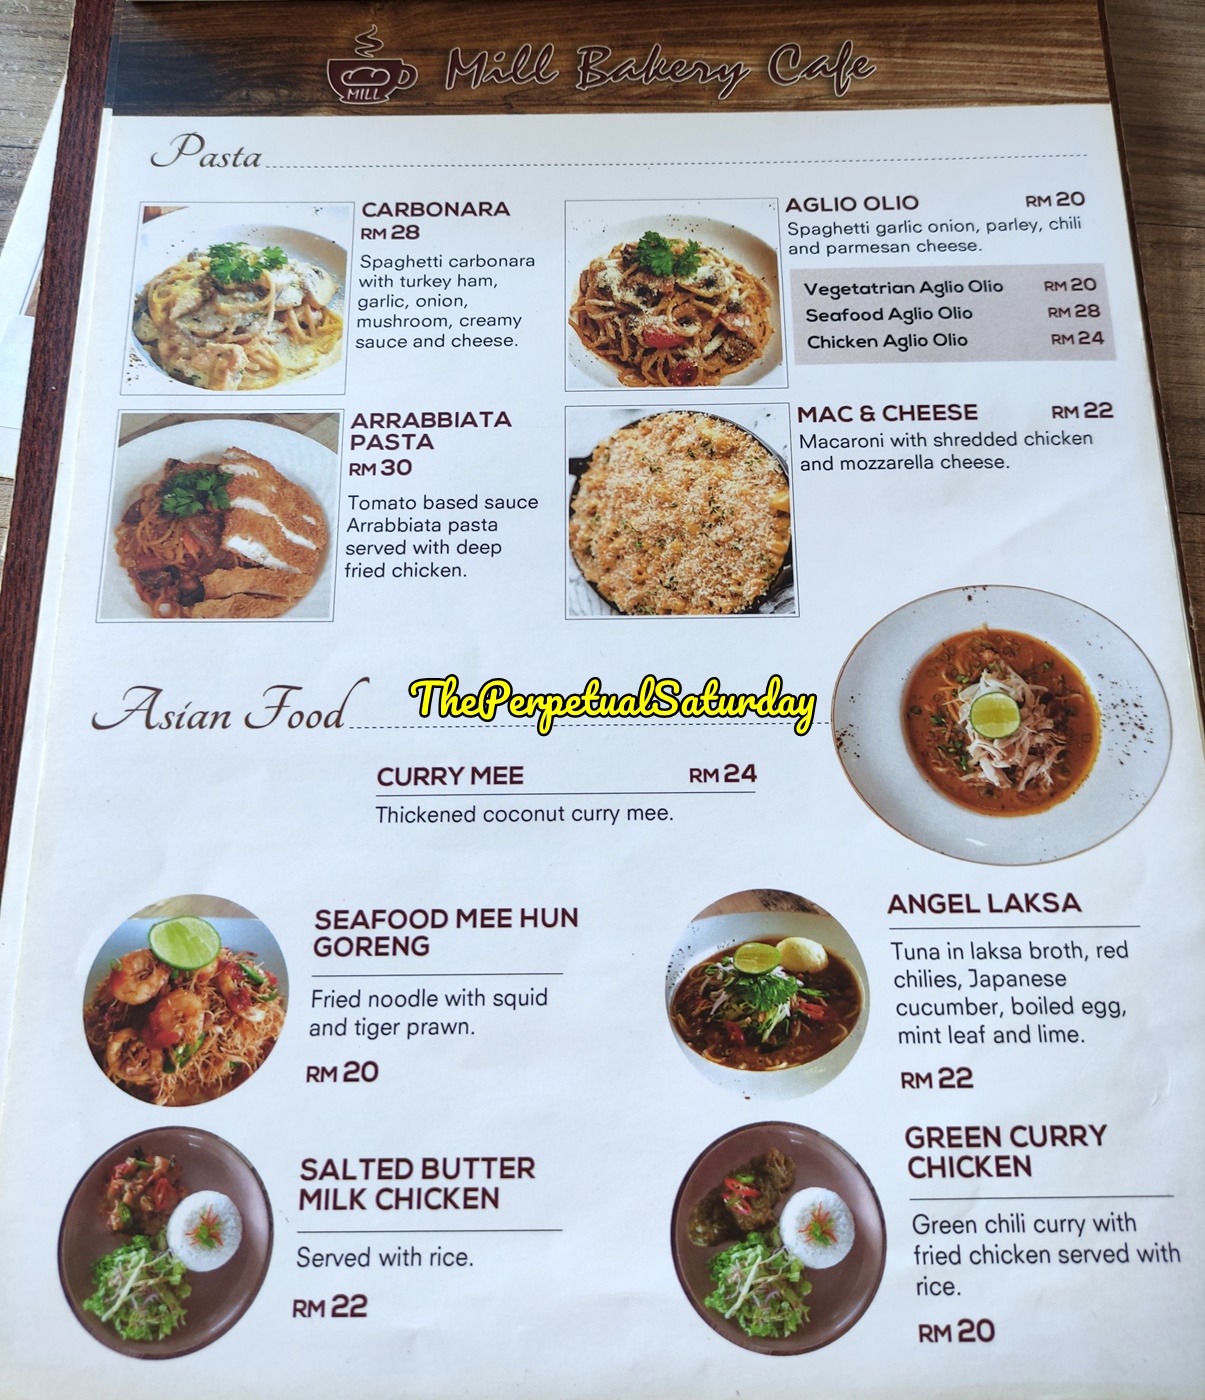 MILL
Mill Bakery Cafe
Pasta
CARBONARA
RM 28
Spaghetti carbonara
with turkey ham,
garlic, onion,
mushroom, creamy
sauce and cheese.
AGLIO OLIO RM 20
Spaghetti garlic onion, parley, chili
and parmesan cheese.
Vegetatrian Aglio Olio RM 20
Seafood Aglio Olio RM 28
Chicken Aglio Olio RM 24
ARRABBIATA
PASTA
RM 30
Tomato based sauce
Arrabbiata pasta
served with deep
fried chicken.
MAC & CHEESE RM 22
Macaroni with shredded chicken
and mozzarella cheese.
Asian Food
ThePerpetualSaturday
CURRY MEE RM 24
Thickened coconut curry mee.
SEAFOOD MEE HUN
GORENG
Fried noodle with squid
and tiger prawn.
RM 20
ANGEL LAKSA
Tuna in laksa broth, red
chilies, Japanese
cucumber, boiled egg,
mint leaf and lime.
RM 22
SALTED BUTTER
MILK CHICKEN
Served with rice.
RM 22
GREEN CURRY
CHICKEN
Green chili curry with
fried chicken served with
rice.
RM 20